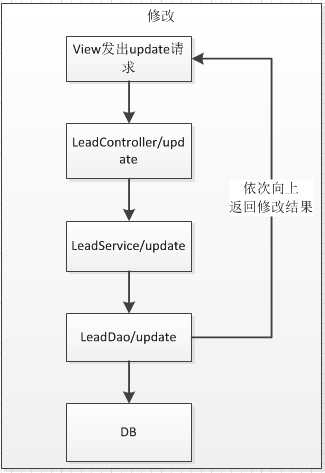 修改
View发出update请
求
LeadController/upd
ate
LeadService/update
依次向上
返回修改结果
LeadDao/update
DB